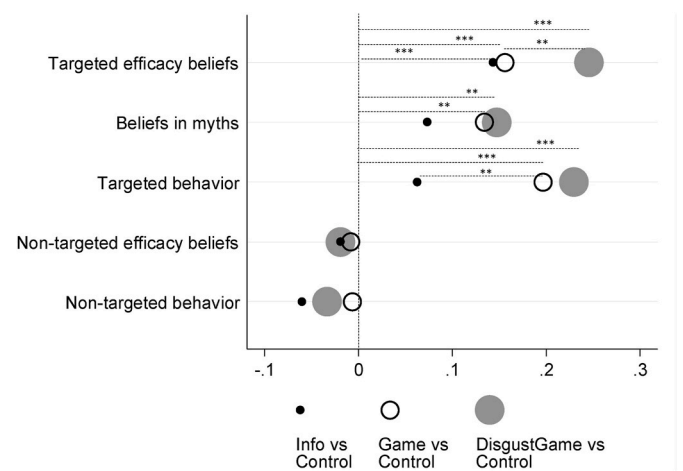 ***
***
**
***
Targeted efficacy beliefs
**
**
Beliefs in myths
***
***
**
Targeted behavior
Non-targeted efficacy beliefs
Non-targeted behavior
-.1 0 .1 .2 .3
Info vs Game vs DisgustGame vs
Control Control Control